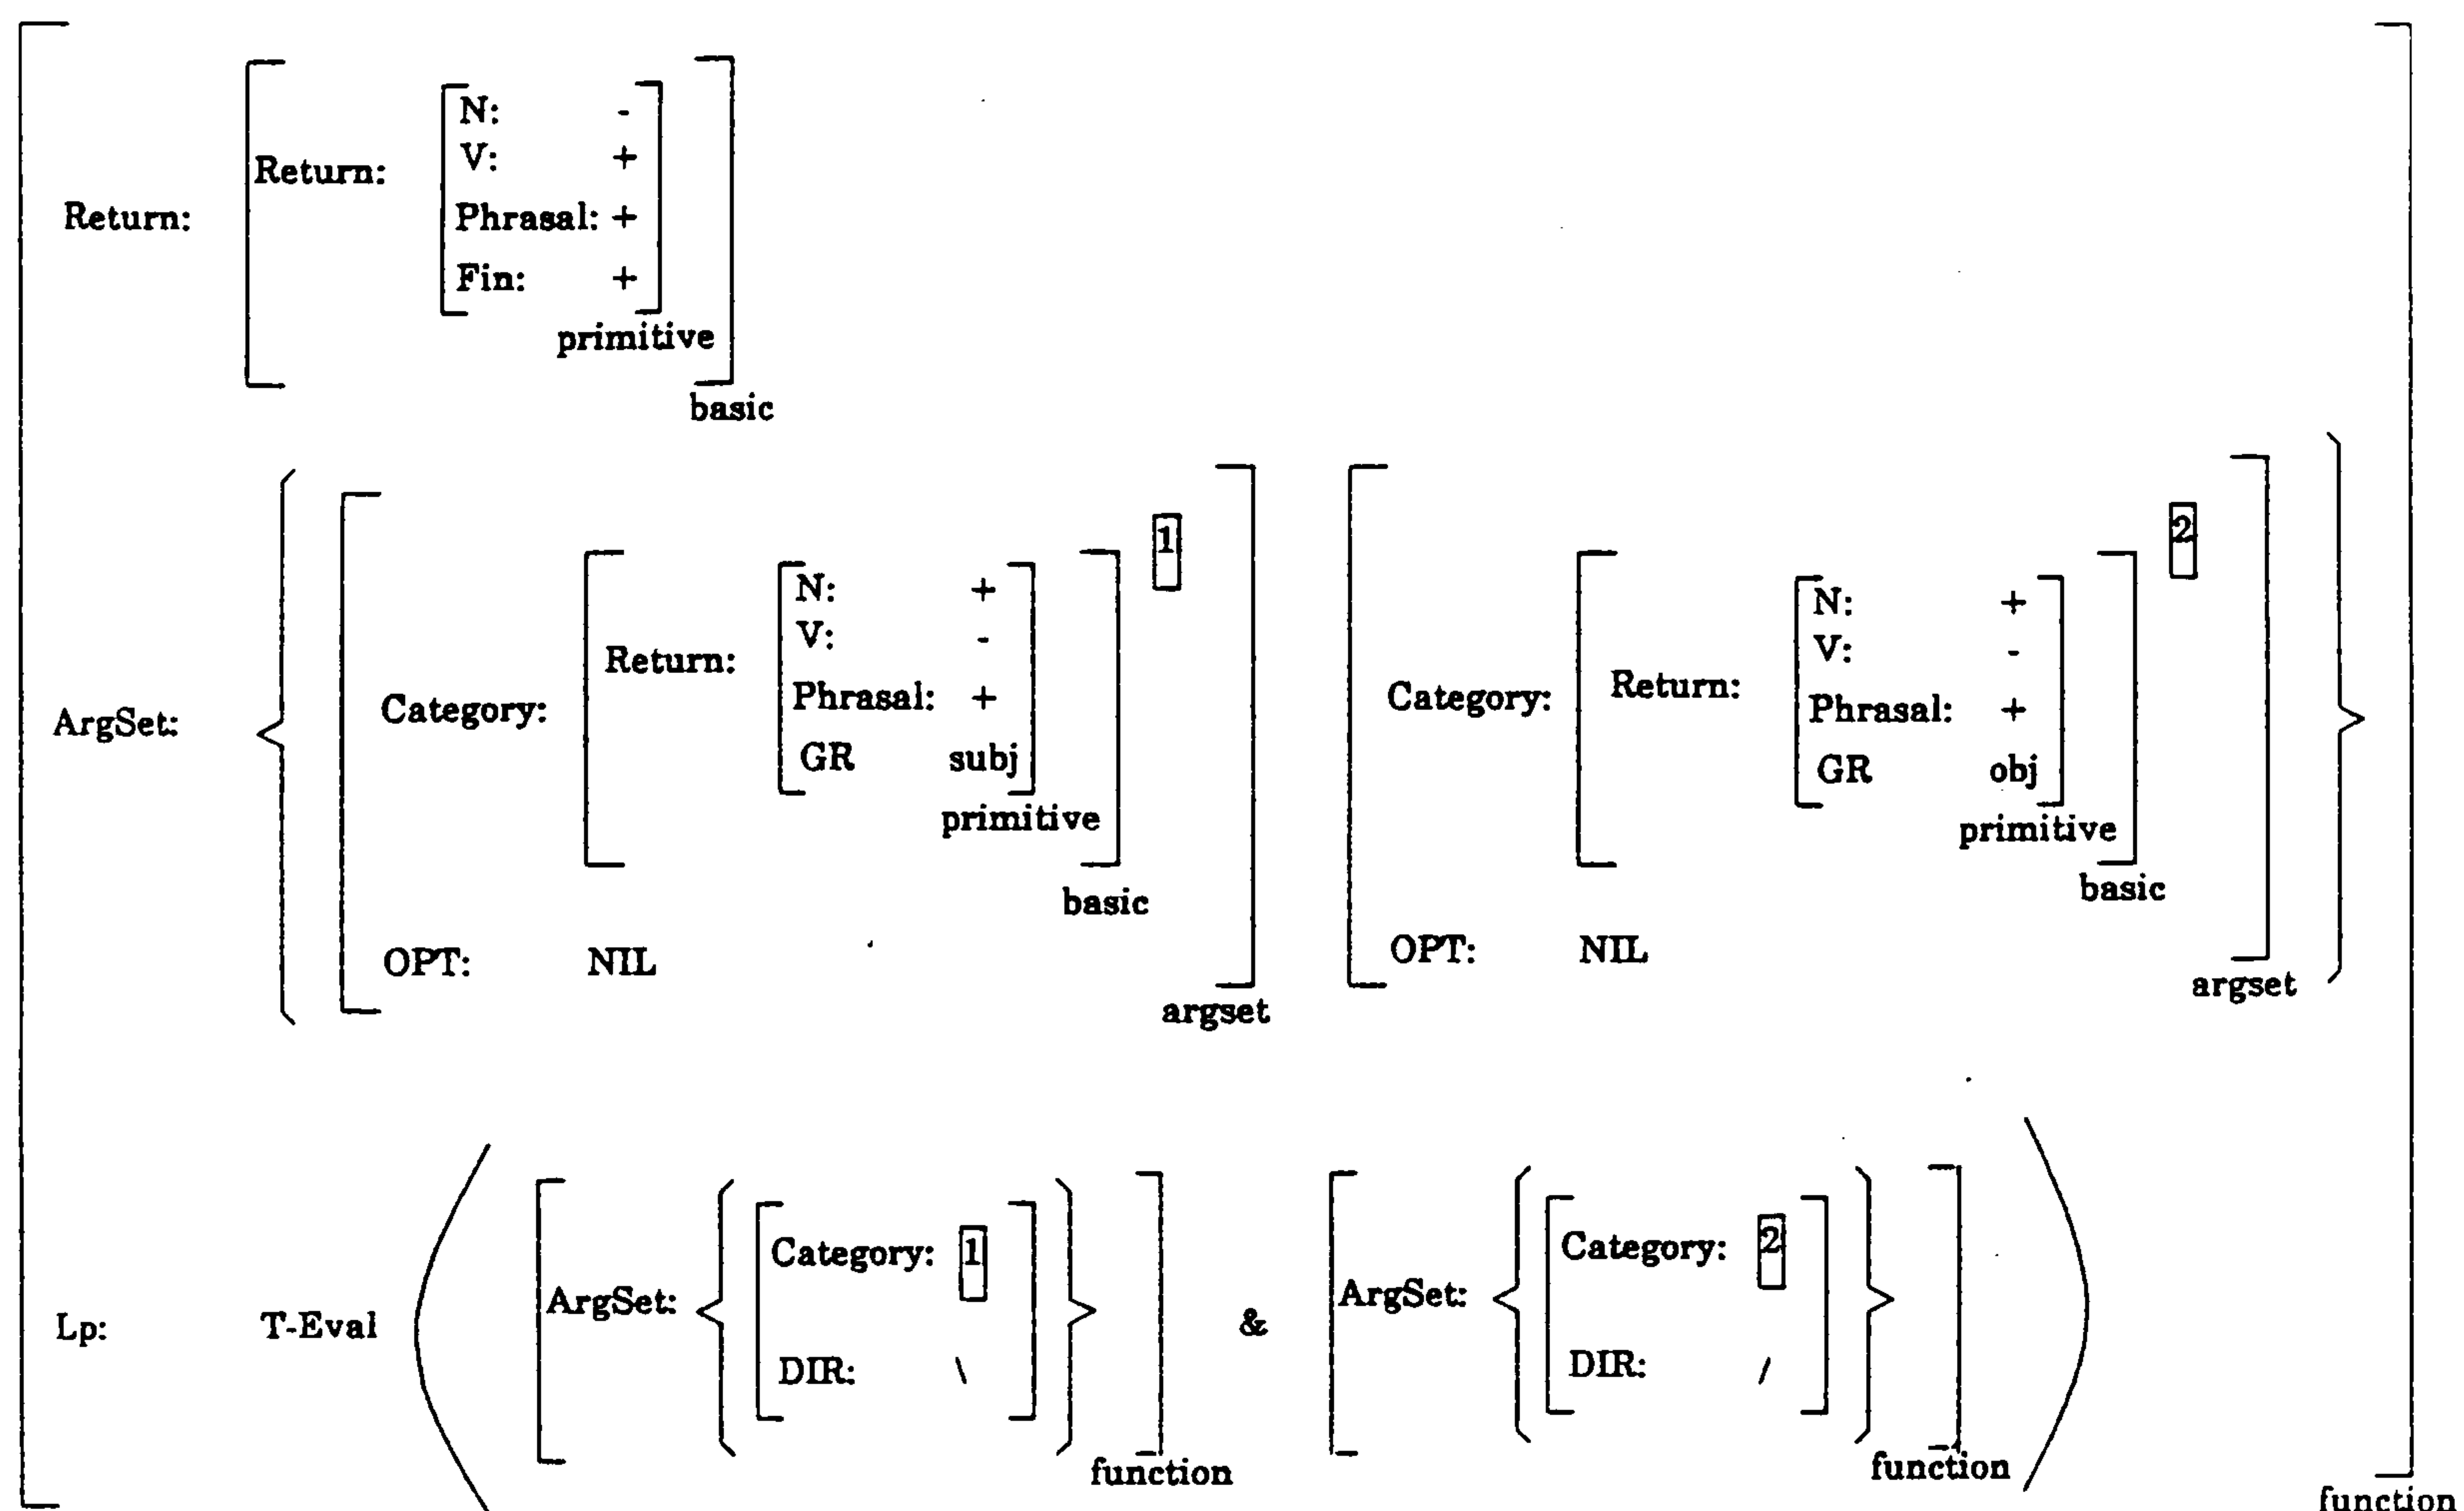 N: -
V: +
Return:
Return:
Phrasal: +
Fin: +
primitive
basic
1
2
N: +
N: +
V: -
V: -
Return:
Return:
Category:
Phrasal: +
Category:
Phrasal: +
ArgSet:
GR subj
GR obj
primitive
primitive
basic
basic
OPT: NIL
OPT: NIL
argset
argset
Category: 1
Category: 2
ArgSet:
ArgSet:
Lp: T-Eval
&
DIR: \
DIR: /
function
function
function